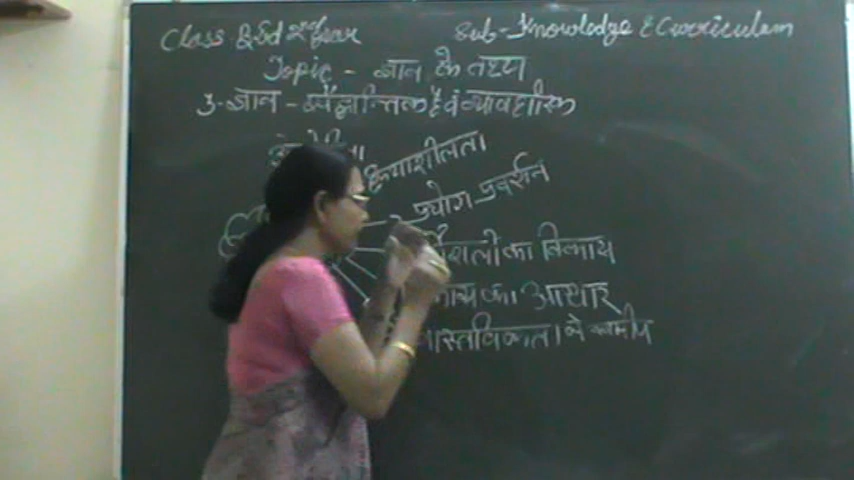 Class B.Ed 2nd Year Sub - Knowledge & Curriculum
Topic - ज्ञान के तथ्य
3- ज्ञान - सैद्धान्तिक एवं व्यावहारिक
क्रियाशीलता
प्रयोग प्रदर्शन
का विकास
का आधार
वास्तविकता के समीप